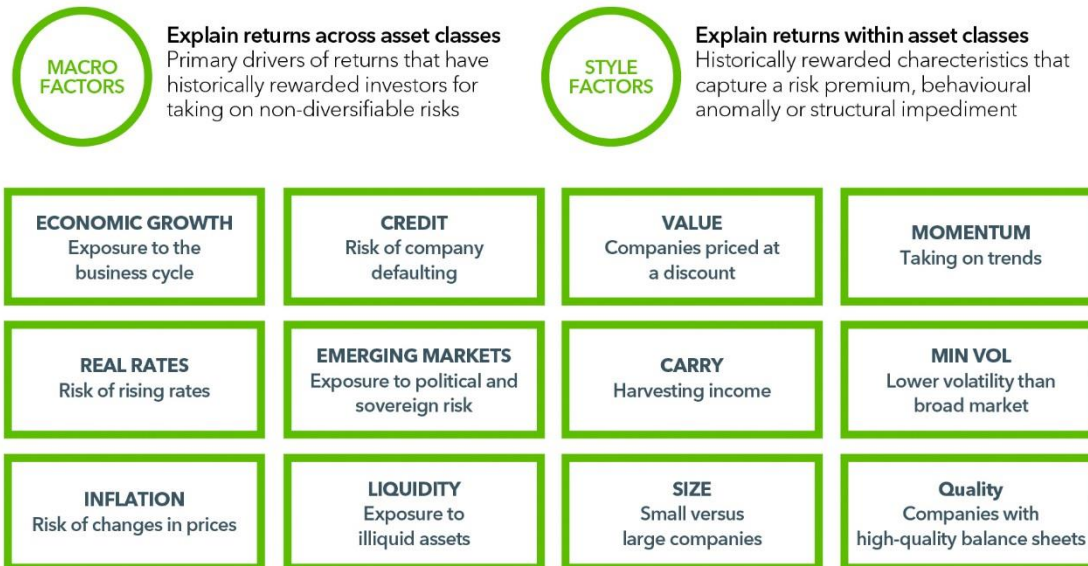 MACRO
FACTORS
Explain returns across asset classes
Primary drivers of returns that have
historically rewarded investors for
taking on non-diversifiable risks
STYLE
FACTORS
Explain returns within asset classes
Historically rewarded charecteristics that
capture a risk premium, behavioural
anomally or structural impediment
ECONOMIC GROWTH
Exposure to the
business cycle
CREDIT
Risk of company
defaulting
VALUE
Companies priced at
a discount
MOMENTUM
Taking on trends
REAL RATES
Risk of rising rates
EMERGING MARKETS
Exposure to political and
sovereign risk
CARRY
Harvesting income
MIN VOL
Lower volatility than
broad market
INFLATION
Risk of changes in prices
LIQUIDITY
Exposure to
illiquid assets
SIZE
Small versus
large companies
Quality
Companies with
high-quality balance sheets